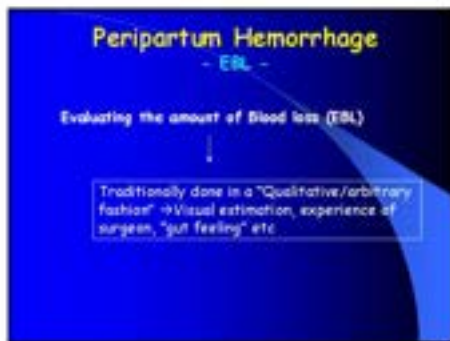 Peripartum Hemorrhage
- EBL -
Evaluating the amount of Blood loss (EBL)
Traditionally done in a "Qualitative/arbitrary
fashion" →Visual estimation, experience of
surgeon, "gut feeling" etc